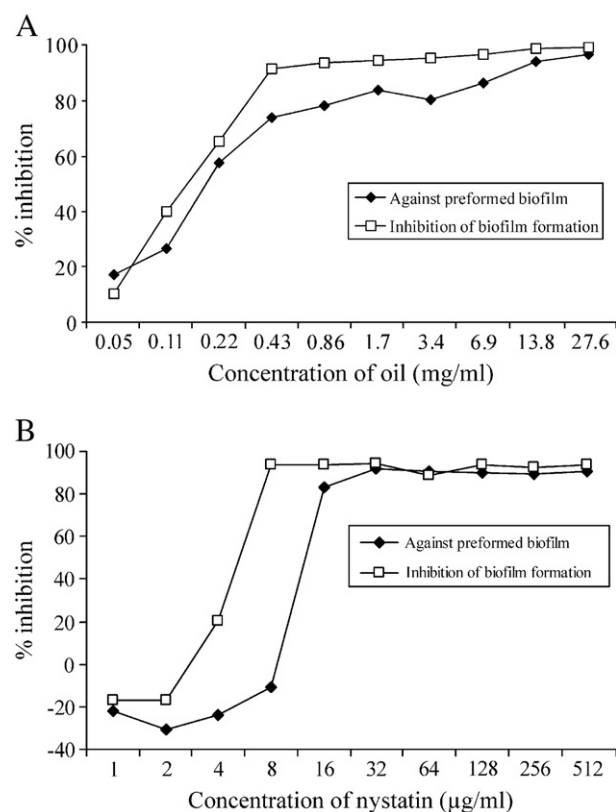 A
100
80
60
40
20
0
% inhibition
Against preformed biofilm
Inhibition of biofilm formation
0.05 0.11 0.22 0.43 0.86 1.7 3.4 6.9 13.8 27.6
Concentration of oil (mg/ml)
B
100
80
60
40
20
0
-20
-40
% inhibition
Against preformed biofilm
Inhibition of biofilm formation
1 2 4 8 16 32 64 128 256 512
Concentration of nystatin (µg/ml)